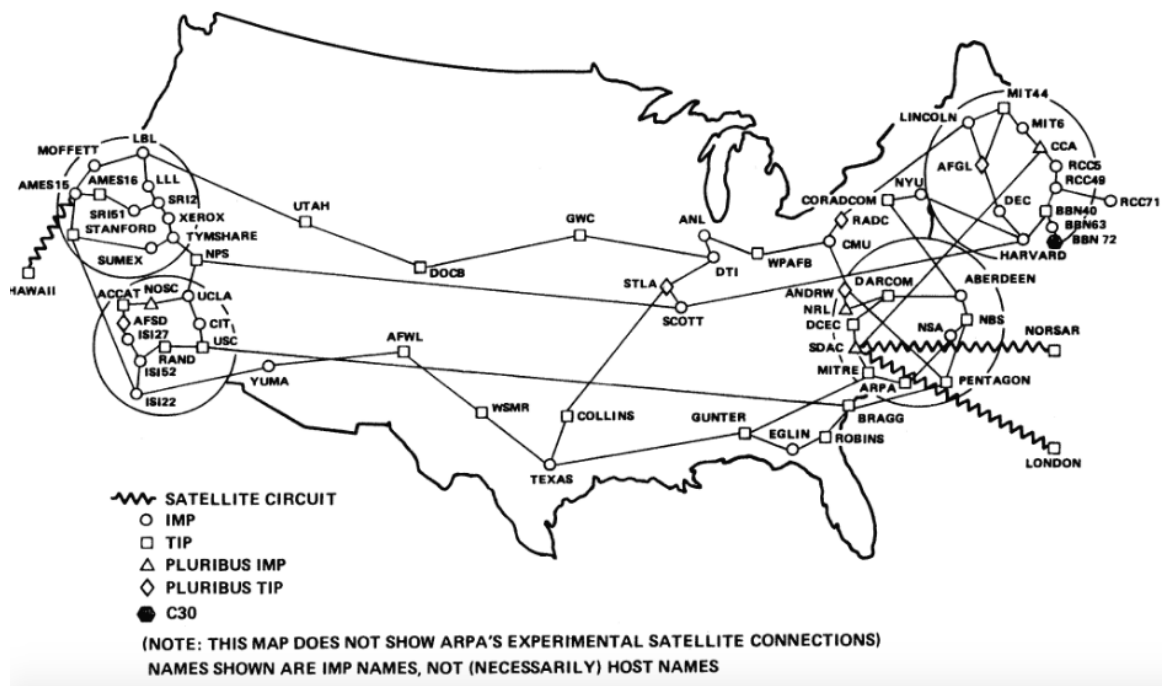 MIT44
LINCOLN
MIT6
CCA
LBL
MOFFETT
AMES15
AMES16
LLL
AFGL
RCC5
RCC49
SRI2
RCC71
NYU
CORADCOM
DEC
SRI51
UTAH
GWC
ANL
RADC
BBN40
XEROX
STANFORD
BBN63
TYMSHARE
CMU
BBN 72
HARVARD
SUMEX
NPS
DOCB
DTI
WPAFB
HAWAII
STLA
ANDRW
DARCOM
ABERDEEN
ACCAT
NOSC
UCLA
NRL
SCOTT
AFSD
CIT
DCEC
NSA
NBS
NORSAR
ISI27
AFWL
USC
SDAC
RAND
ISI52
YUMA
MITRE
ARPA
PENTAGON
ISI22
WSMR
COLLINS
GUNTER
BRAGG
EGLIN
ROBINS
LONDON
TEXAS
SATELLITE CIRCUIT
IMP
TIP
PLURIBUS IMP
PLURIBUS TIP
C30
(NOTE: THIS MAP DOES NOT SHOW ARPA'S EXPERIMENTAL SATELLITE CONNECTIONS)
NAMES SHOWN ARE IMP NAMES, NOT (NECESSARILY) HOST NAMES